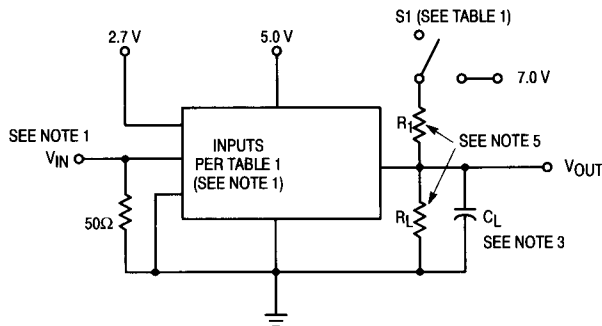 S1 (SEE TABLE 1)
2.7 V
5.0 V
7.0 V
R1
SEE NOTE 1
VIN
INPUTS
PER TABLE 1
(SEE NOTE 1)
SEE NOTE 5
VOUT
50Ω
RL
CL
SEE NOTE 3